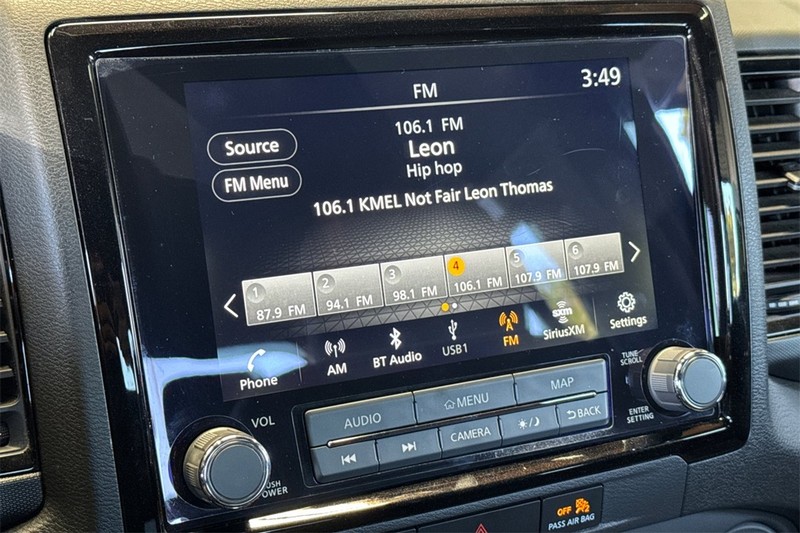 FM
3:49
106.1 FM
Leon
Hip hop
Source
FM Menu
106.1 KMEL Not Fair Leon Thomas
1 2 3 4 5 6
87.9 FM 94.1 FM 98.1 FM 106.1 FM 107.9 FM 107.9 FM
Phone AM BT Audio USB1 FM SiriusXM Settings
sxm
TUNE
SCROLL
VOL
AUDIO MENU MAP
CAMERA BACK
ENTER
SETTING
PUSH
POWER
OFF
PASS AIR BAG